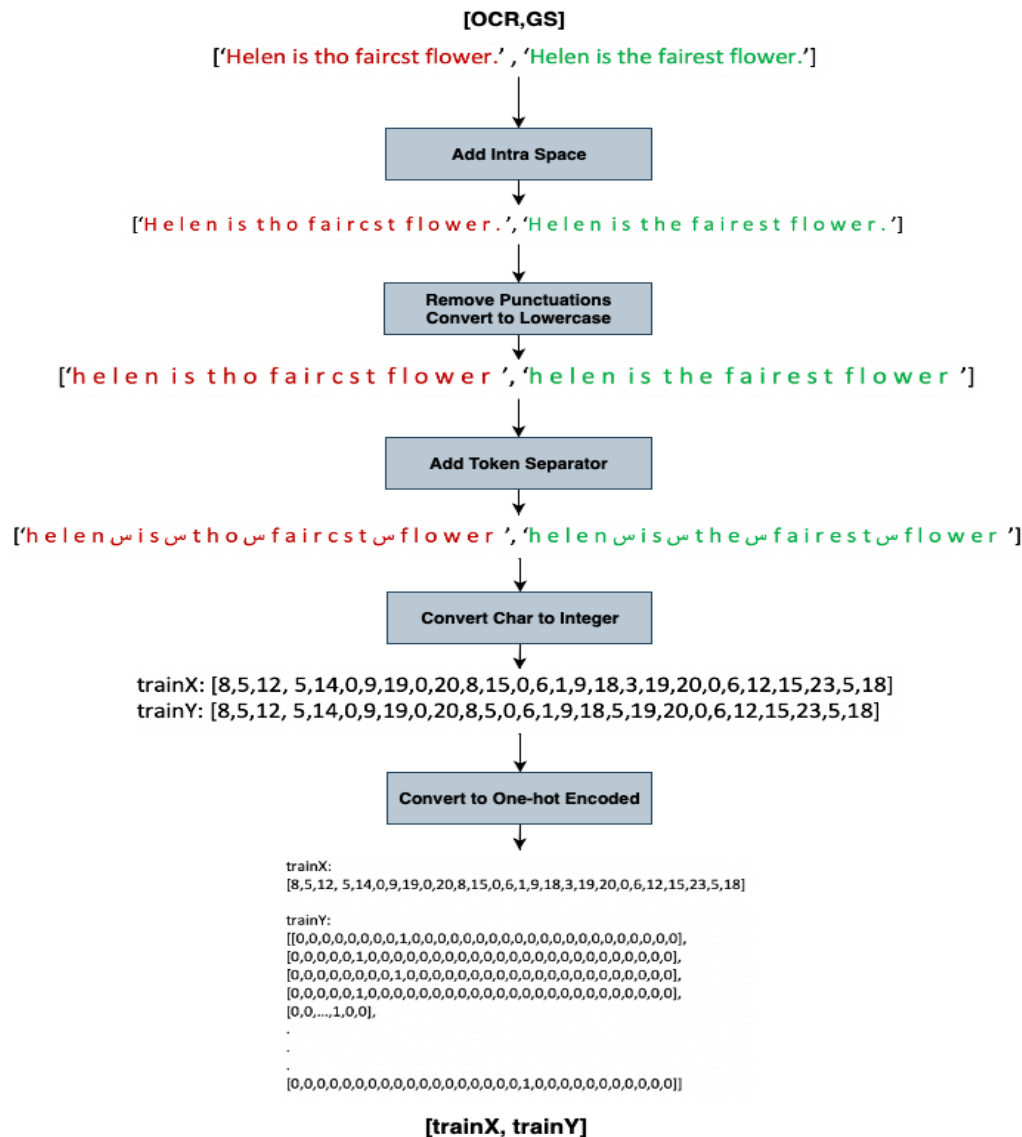 [OCR,GS]
['Helen is tho faircst flower.' , 'Helen is the fairest flower.']
Add Intra Space
['H e l e n i s t h o f a i r c s t f l o w e r . ', 'H e l e n i s t h e f a i r e s t f l o w e r . ']
Remove Punctuations
Convert to Lowercase
['h e l e n i s t h o f a i r c s t f l o w e r ', 'h e l e n i s t h e f a i r e s t f l o w e r ']
Add Token Separator
['h e l e n س i s س t h o س f a i r c s t س f l o w e r ', 'h e l e n س i s س t h e س f a i r e s t س f l o w e r ']
Convert Char to Integer
trainX: [8,5,12, 5,14,0,9,19,0,20,8,15,0,6,1,9,18,3,19,20,0,6,12,15,23,5,18]
trainY: [8,5,12, 5,14,0,9,19,0,20,8,5,0,6,1,9,18,5,19,20,0,6,12,15,23,5,18]
Convert to One-hot Encoded
trainX:
[8,5,12, 5,14,0,9,19,0,20,8,15,0,6,1,9,18,3,19,20,0,6,12,15,23,5,18]
trainY:
[[0,0,0,0,0,0,0,0,1,0,0,0,0,0,0,0,0,0,0,0,0,0,0,0,0,0,0,0,0,0],
[0,0,0,0,0,1,0,0,0,0,0,0,0,0,0,0,0,0,0,0,0,0,0,0,0,0,0,0,0,0],
[0,0,0,0,0,0,0,0,1,0,0,0,0,0,0,0,0,0,0,0,0,0,0,0,0,0,0,0,0,0],
[0,0,0,0,0,1,0,0,0,0,0,0,0,0,0,0,0,0,0,0,0,0,0,0,0,0,0,0,0,0],
[0,0,...,1,0,0],
.
.
.
[0,0,0,0,0,0,0,0,0,0,0,0,0,0,0,0,0,0,1,0,0,0,0,0,0,0,0,0,0,0]]
[trainX, trainY]